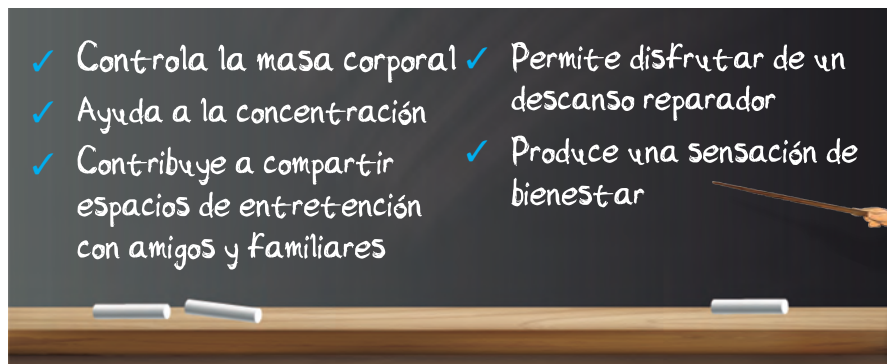 ✓ Controla la masa corporal
✓ Ayuda a la concentración
✓ Contribuye a compartir
espacios de entretención
con amigos y familiares
✓ Permite disfrutar de un
descanso reparador
✓ Produce una sensación de
bienestar